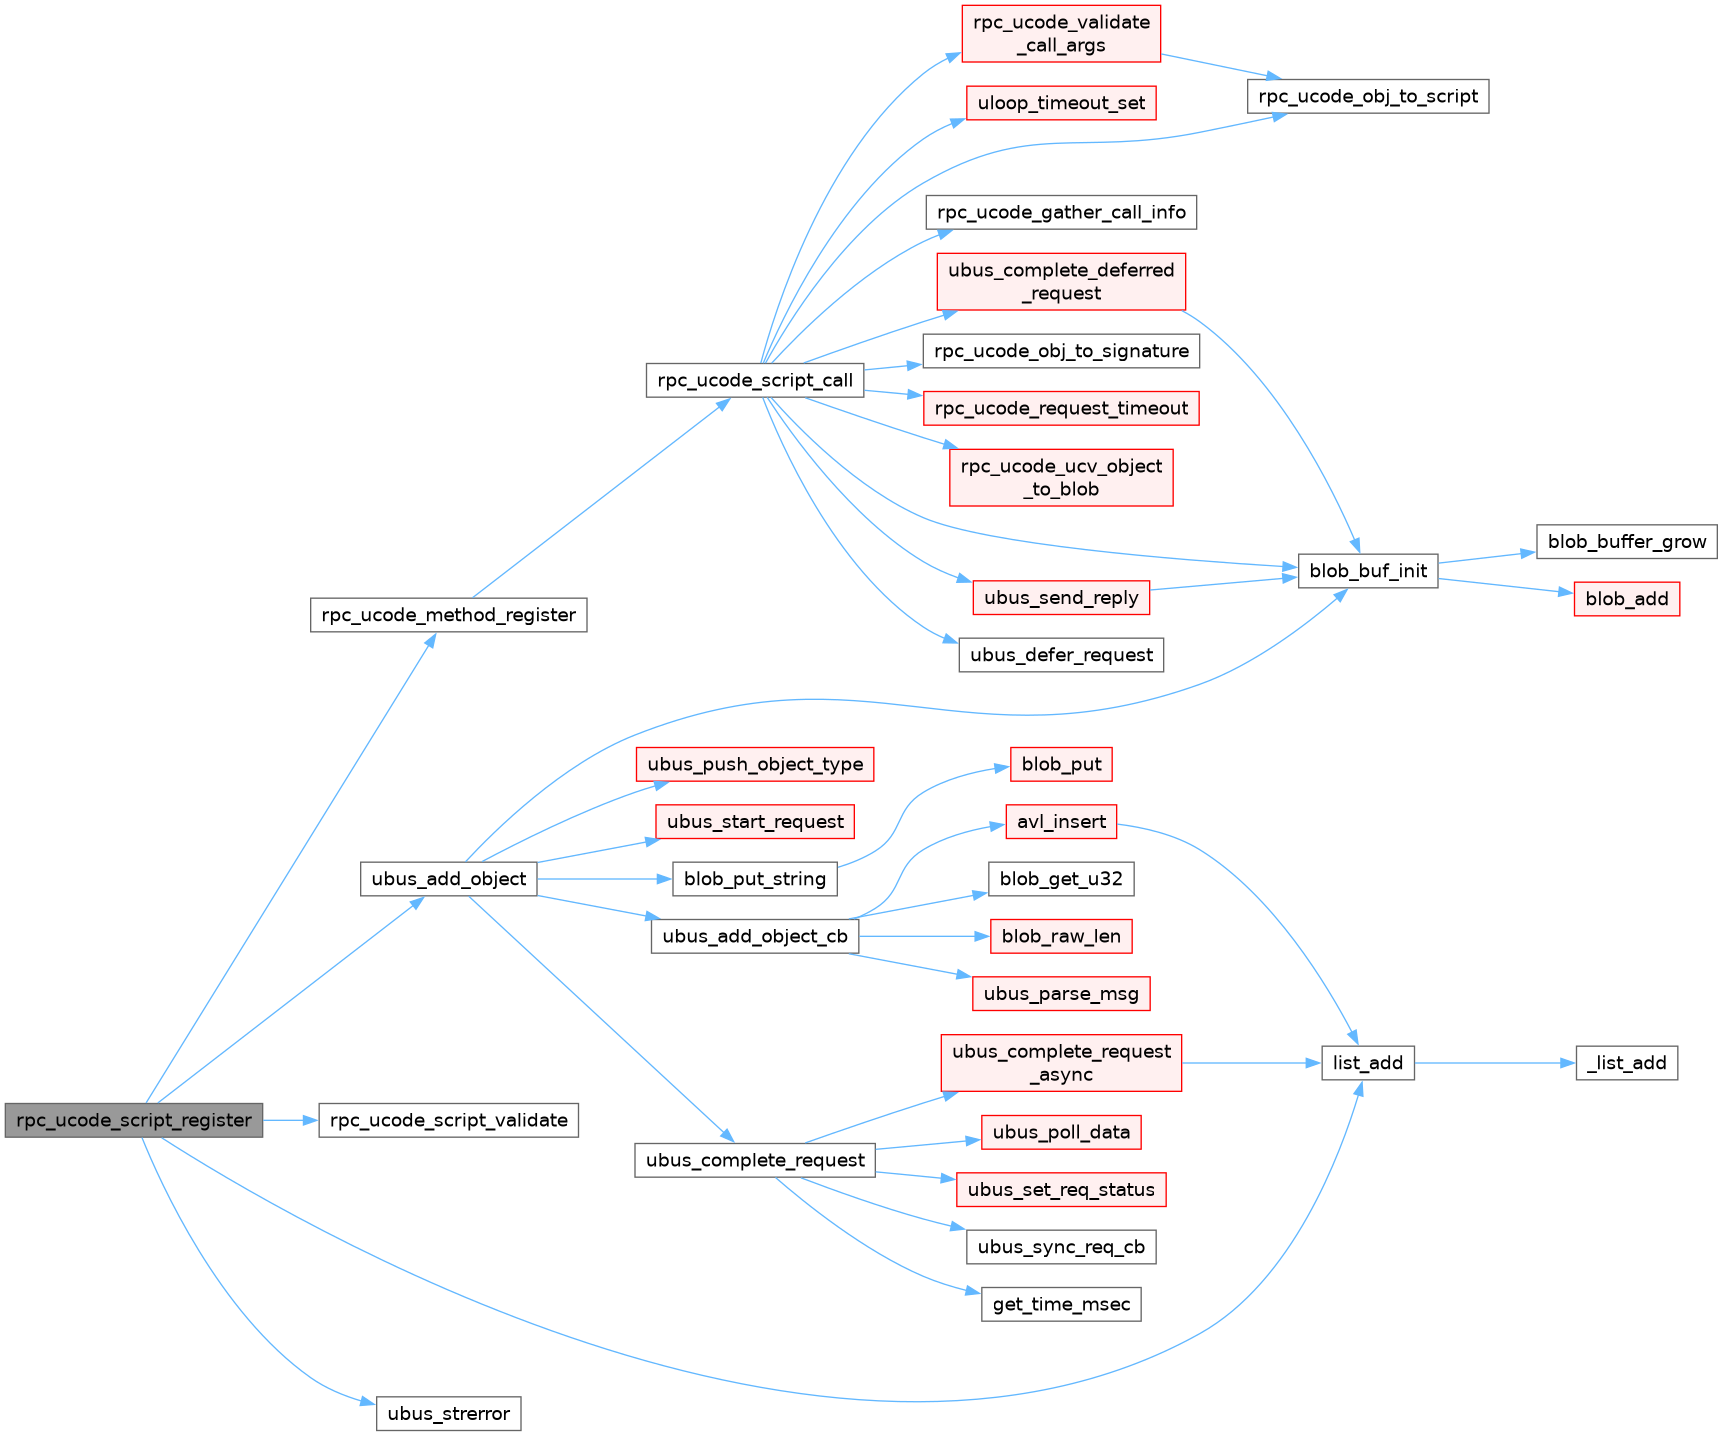 rpc_ucode_validate
_call_args
uloop_timeout_set
rpc_ucode_obj_to_script
rpc_ucode_gather_call_info
ubus_complete_deferred
_request
rpc_ucode_obj_to_signature
rpc_ucode_script_call
rpc_ucode_request_timeout
rpc_ucode_ucv_object
_to_blob
blob_buffer_grow
blob_buf_init
ubus_send_reply
blob_add
rpc_ucode_method_register
ubus_defer_request
ubus_push_object_type
blob_put
ubus_start_request
avl_insert
ubus_add_object
blob_put_string
blob_get_u32
ubus_add_object_cb
blob_raw_len
ubus_parse_msg
ubus_complete_request
_async
list_add
_list_add
rpc_ucode_script_register
rpc_ucode_script_validate
ubus_poll_data
ubus_complete_request
ubus_set_req_status
ubus_sync_req_cb
get_time_msec
ubus_strerror